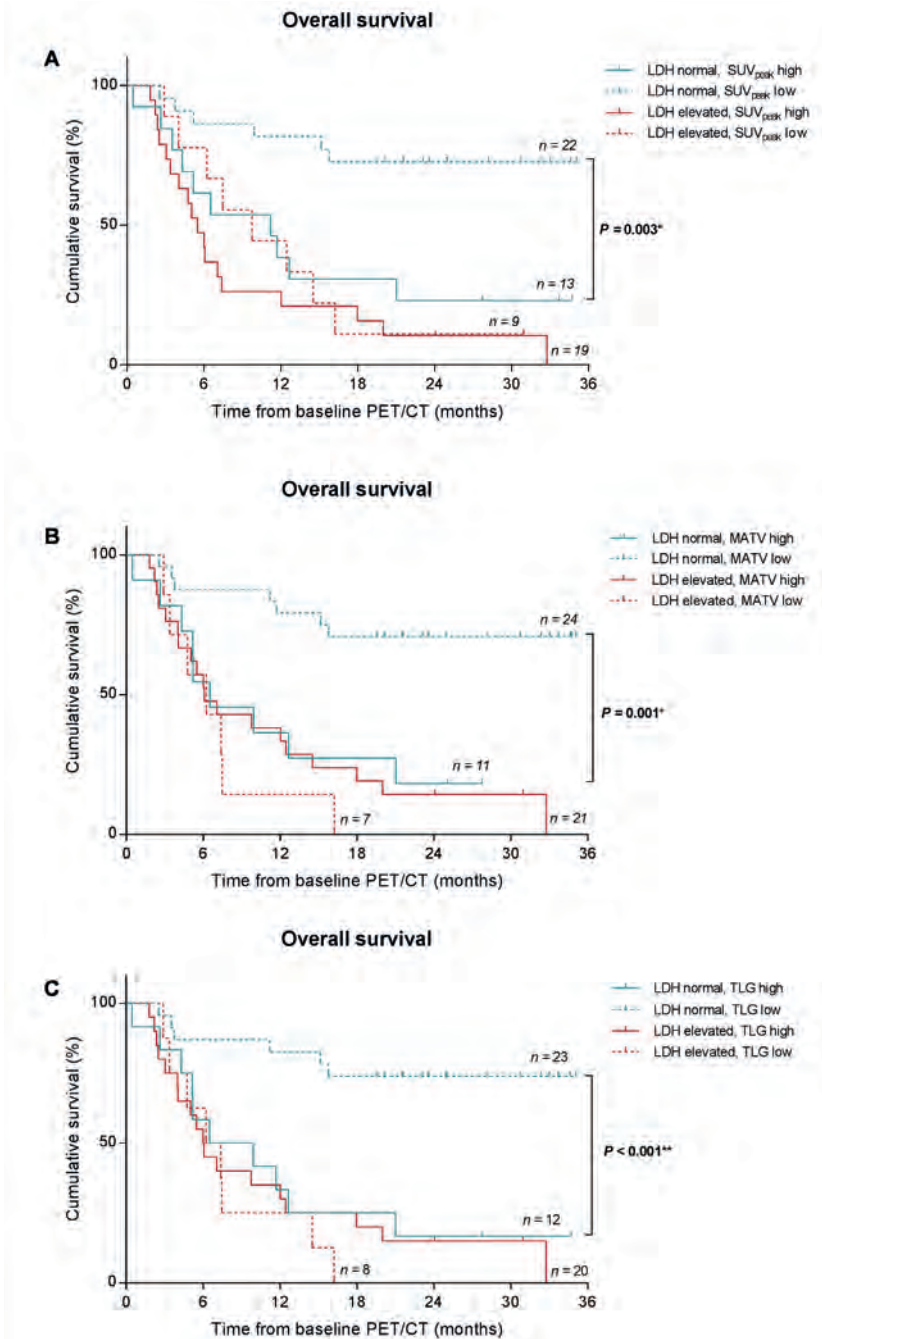 Overall survival
A
LDH normal, SUVpeak high
LDH normal, SUVpeak low
LDH elevated, SUVpeak high
LDH elevated, SUVpeak low
Cumulative survival (%)
100
50
0
n = 22
P = 0.003*
n = 13
n = 9
n = 19
0 6 12 18 24 30 36
Time from baseline PET/CT (months)
Overall survival
B
LDH normal, MATV high
LDH normal, MATV low
LDH elevated, MATV high
LDH elevated, MATV low
Cumulative survival (%)
100
50
0
n = 24
P = 0.001*
n = 11
n = 7
n = 21
0 6 12 18 24 30 36
Time from baseline PET/CT (months)
Overall survival
C
LDH normal, TLG high
LDH normal, TLG low
LDH elevated, TLG high
LDH elevated, TLG low
Cumulative survival (%)
100
50
0
n = 23
P < 0.001**
n = 12
n = 8
n = 20
0 6 12 18 24 30 36
Time from baseline PET/CT (months)